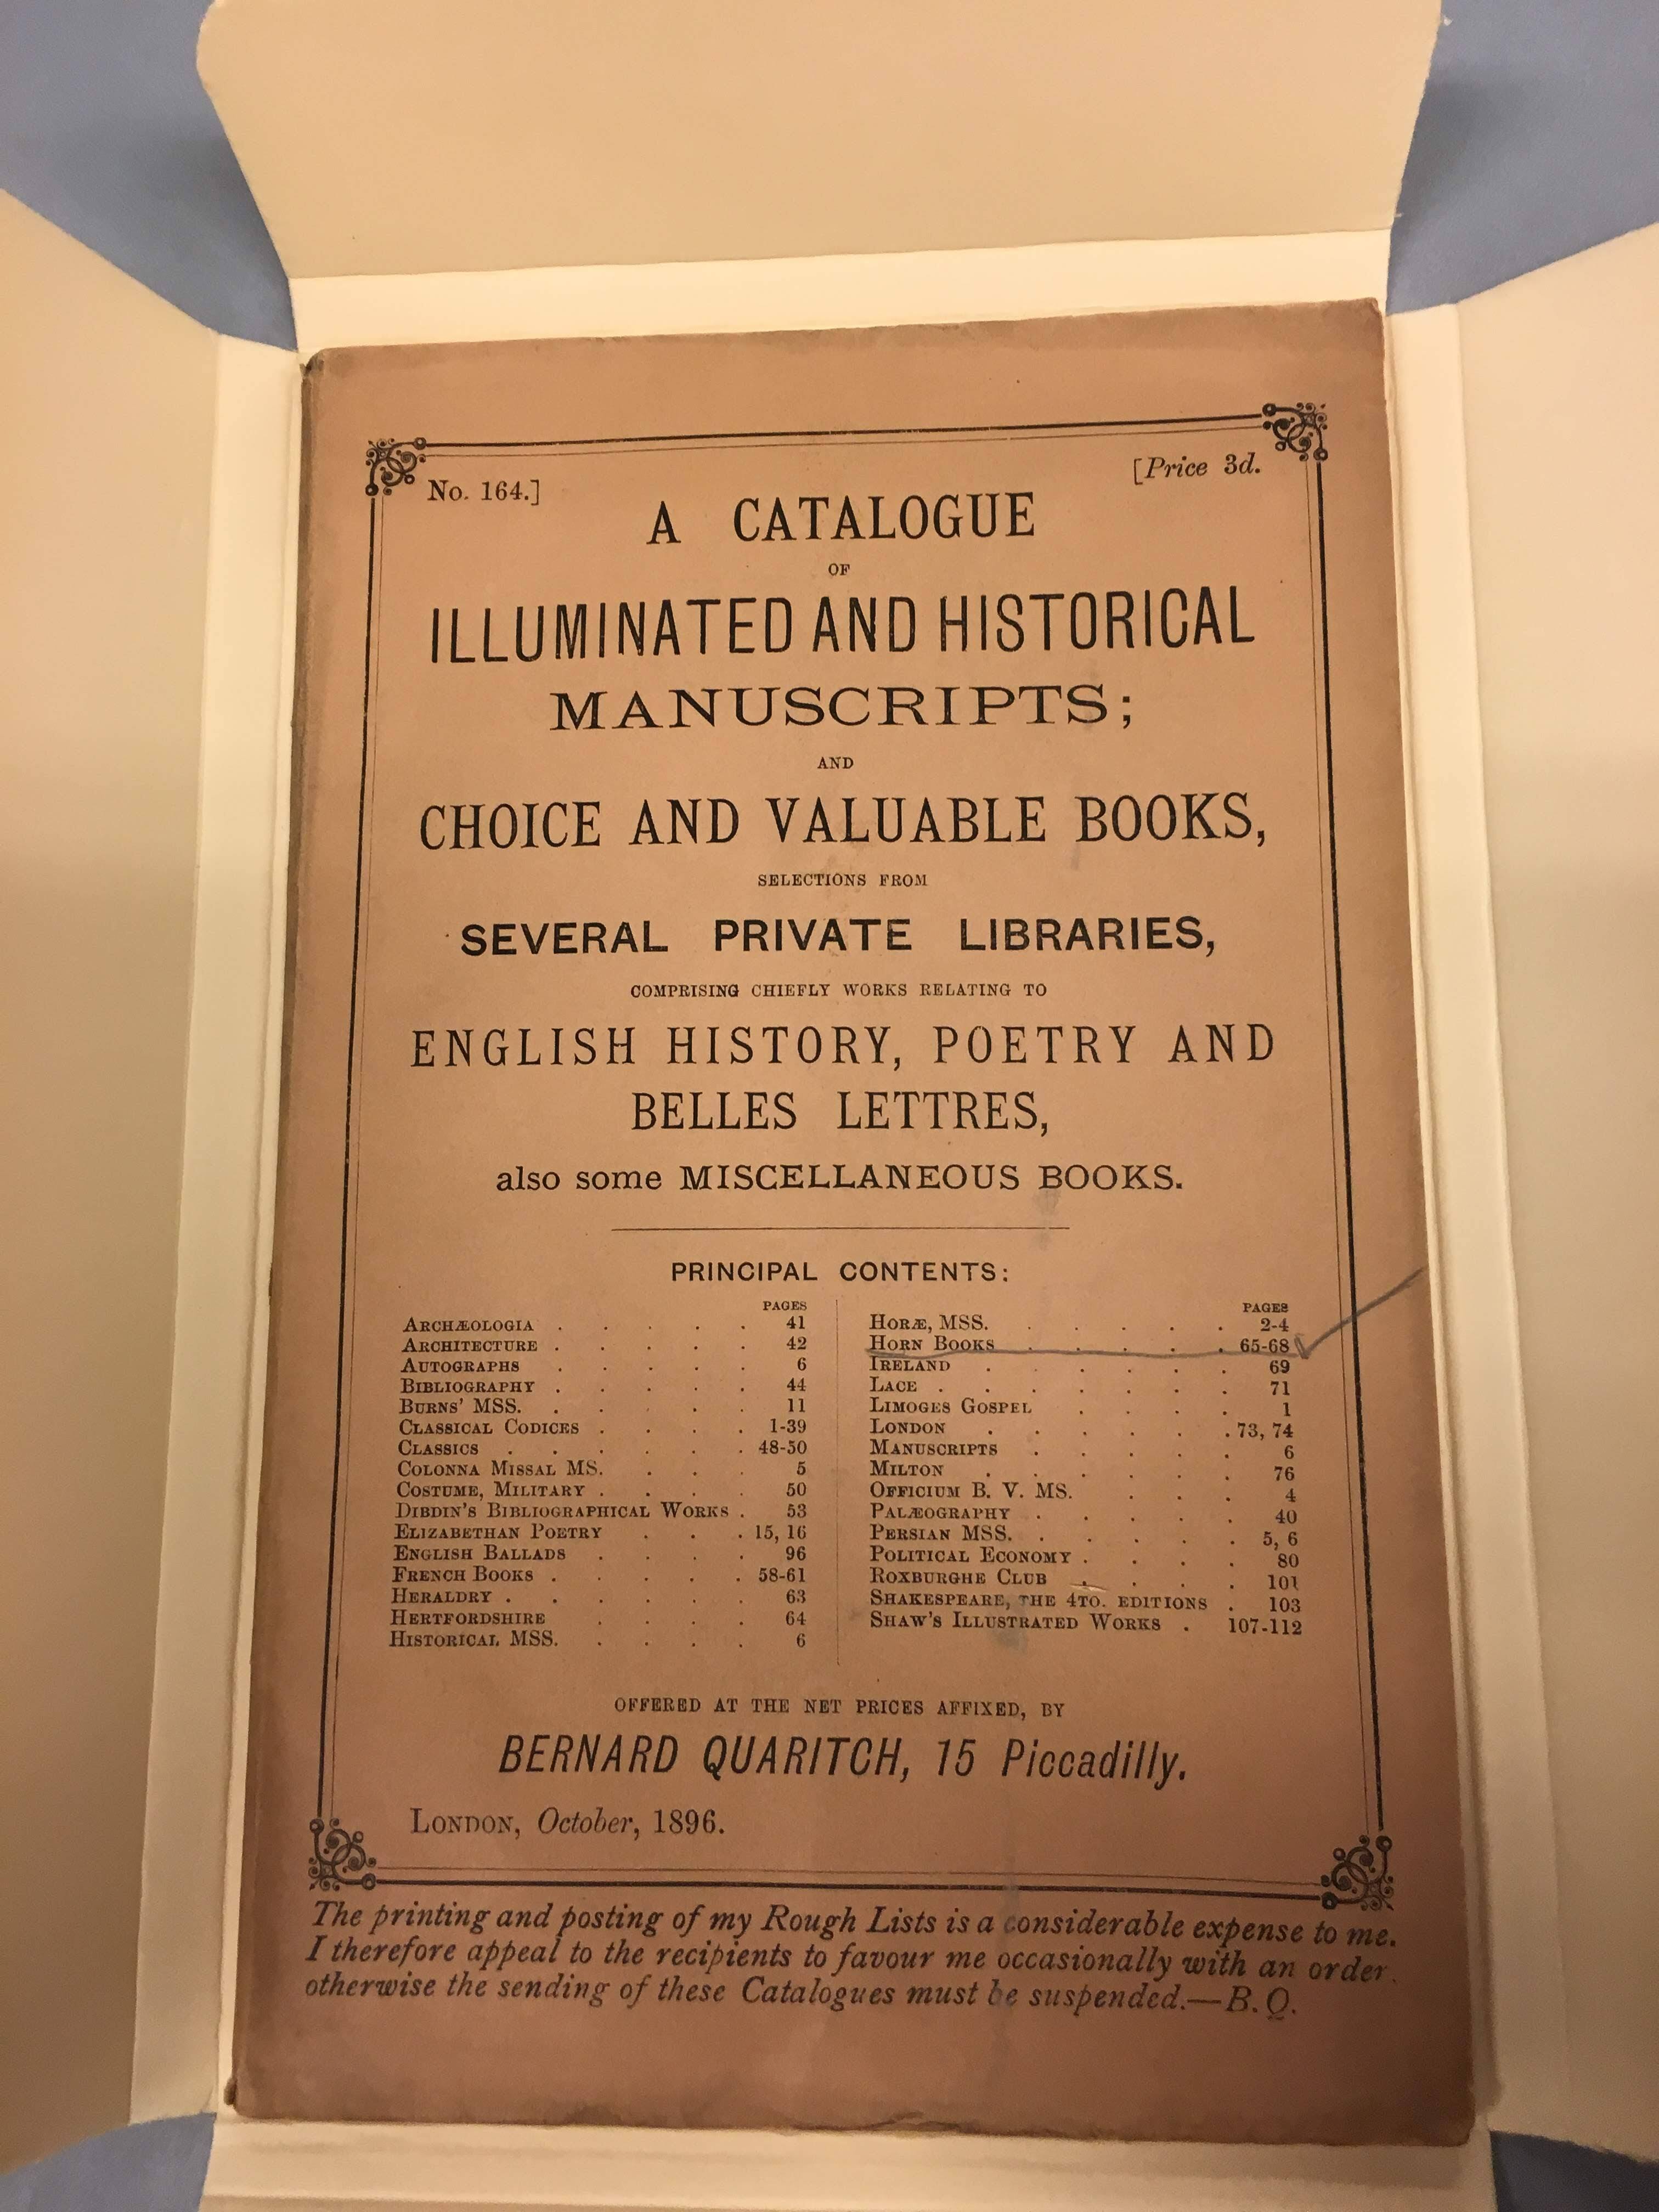 No. 164.] [Price 3d.
A CATALOGUE
OF
ILLUMINATED AND HISTORICAL
MANUSCRIPTS;
AND
CHOICE AND VALUABLE BOOKS,
SELECTIONS FROM
SEVERAL PRIVATE LIBRARIES,
COMPRISING CHIEFLY WORKS RELATING TO
ENGLISH HISTORY, POETRY AND
BELLES LETTRES,
also some MISCELLANEOUS BOOKS.
PRINCIPAL CONTENTS:
PAGES
ARCHÆOLOGIA . . . . . 41
ARCHITECTURE . . . . . 42
AUTOGRAPHS . . . . . 6
BIBLIOGRAPHY . . . . . 44
BURNS' MSS. . . . . . 11
CLASSICAL CODICES . . . . 1-39
CLASSICS . . . . . . 48-50
COLONNA MISSAL MS. . . . 5
COSTUME, MILITARY . . . . 50
DIBDIN'S BIBLIOGRAPHICAL WORKS . 53
ELIZABETHAN POETRY . . . 15, 16
ENGLISH BALLADS . . . . 96
FRENCH BOOKS . . . . . 58-61
HERALDRY . . . . . . 63
HERTFORDSHIRE . . . . 64
HISTORICAL MSS. . . . . 6
PAGES
HORÆ, MSS. . . . . . 2-4
HORN BOOKS . . . . . 65-68
IRELAND . . . . . . 69
LACE . . . . . . . 71
LIMOGES GOSPEL . . . . 1
LONDON . . . . . . 73, 74
MANUSCRIPTS . . . . . 6
MILTON . . . . . . 76
OFFICIUM B. V. MS. . . . 4
PALÆOGRAPHY . . . . . 40
PERSIAN MSS. . . . . . 5, 6
POLITICAL ECONOMY . . . . 80
ROXBURGHE CLUB . . . . 101
SHAKESPEARE, THE 4TO. EDITIONS . 103
SHAW'S ILLUSTRATED WORKS . 107-112
OFFERED AT THE NET PRICES AFFIXED, BY
BERNARD QUARITCH, 15 Piccadilly.
LONDON, October, 1896.
The printing and posting of my Rough Lists is a considerable expense to me.
I therefore appeal to the recipients to favour me occasionally with an order.
otherwise the sending of these Catalogues must be suspended.—B. Q.